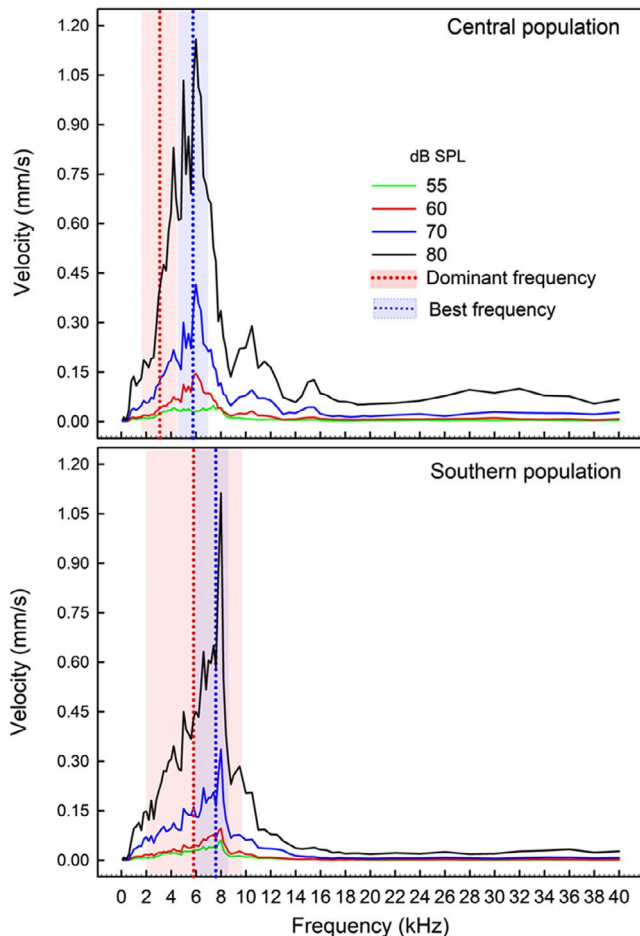 Central population
1.20
1.05
0.90
0.75
0.60
0.45
0.30
0.15
0.00
Velocity (mm/s)
dB SPL
55
60
70
80
Dominant frequency
Best frequency
Southern population
1.20
1.05
0.90
0.75
0.60
0.45
0.30
0.15
0.00
Velocity (mm/s)
0 2 4 6 8 10 12 14 16 18 20 22 24 26 28 30 32 34 36 38 40
Frequency (kHz)